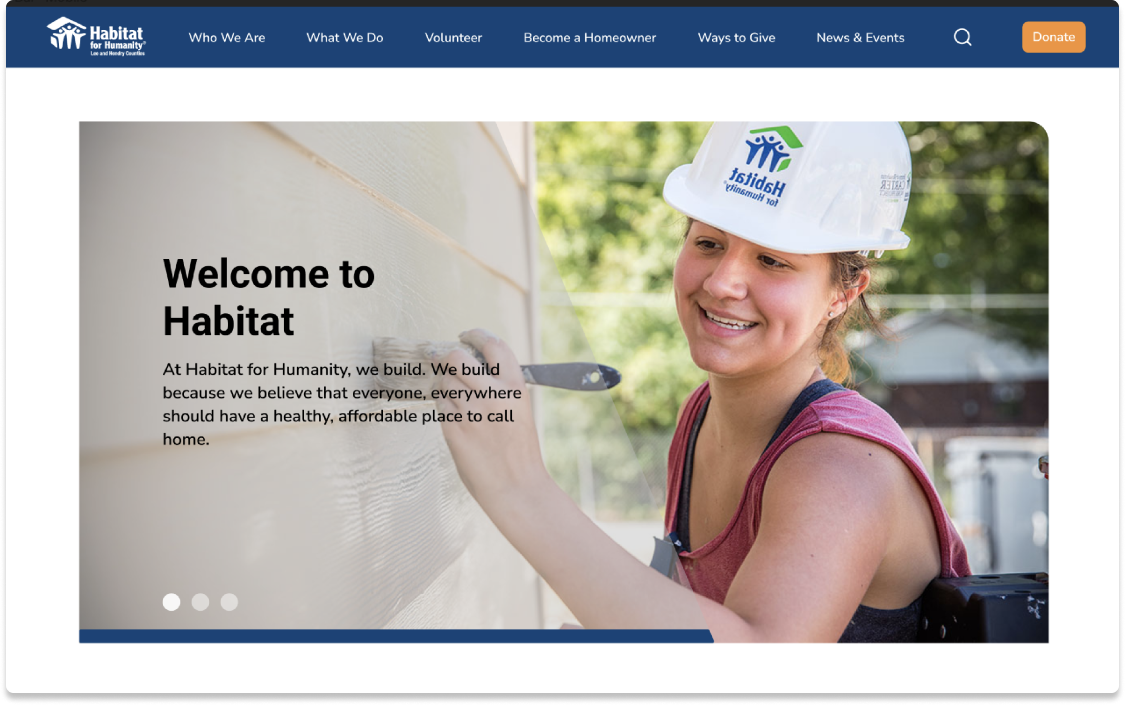 Habitat
for Humanity®
Lee and Hendry Counties
Who We Are
What We Do
Volunteer
Become a Homeowner
Ways to Give
News & Events
Donate
Habitat
for Humanity®
Welcome to
Habitat
At Habitat for Humanity, we build. We build
because we believe that everyone, everywhere
should have a healthy, affordable place to call
home.